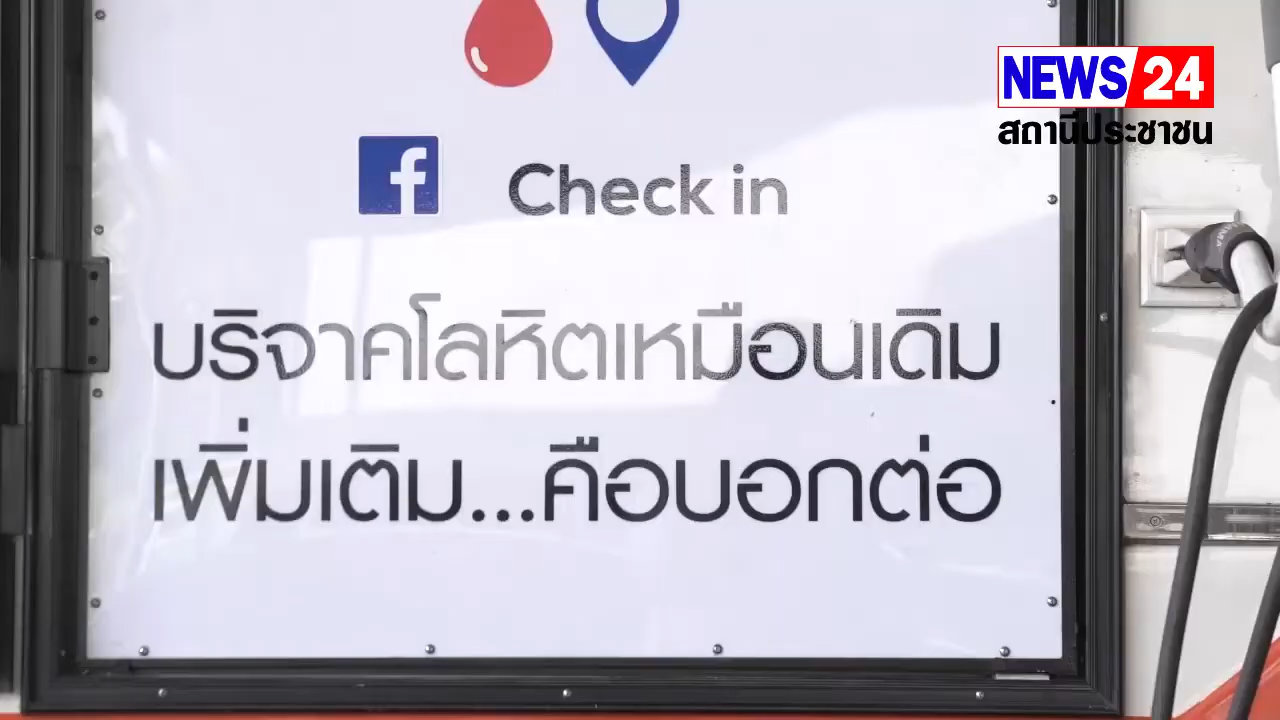 NEWS 24
สถานีประชาชน
f Check in
บริจาคโลหิตเหมือนเดิม
เพิ่มเติม...คือบอกต่อ